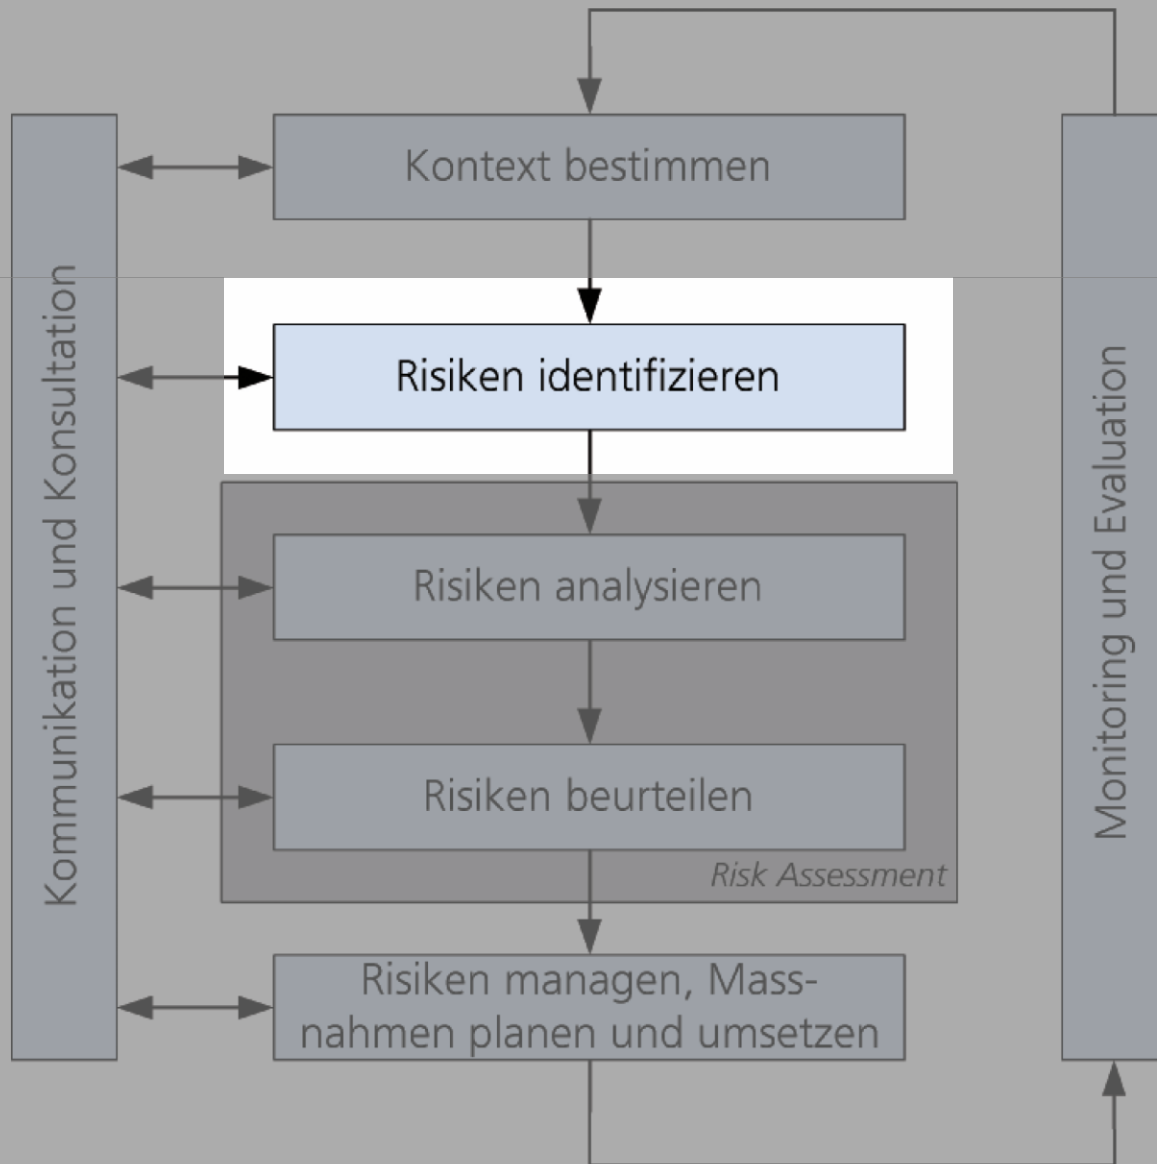 Kommunikation und Konsultation
Kontext bestimmen
Risiken identifizieren
Risiken analysieren
Risiken beurteilen
Risk Assessment
Risiken managen, Mass-
nahmen planen und umsetzen
Monitoring und Evaluation